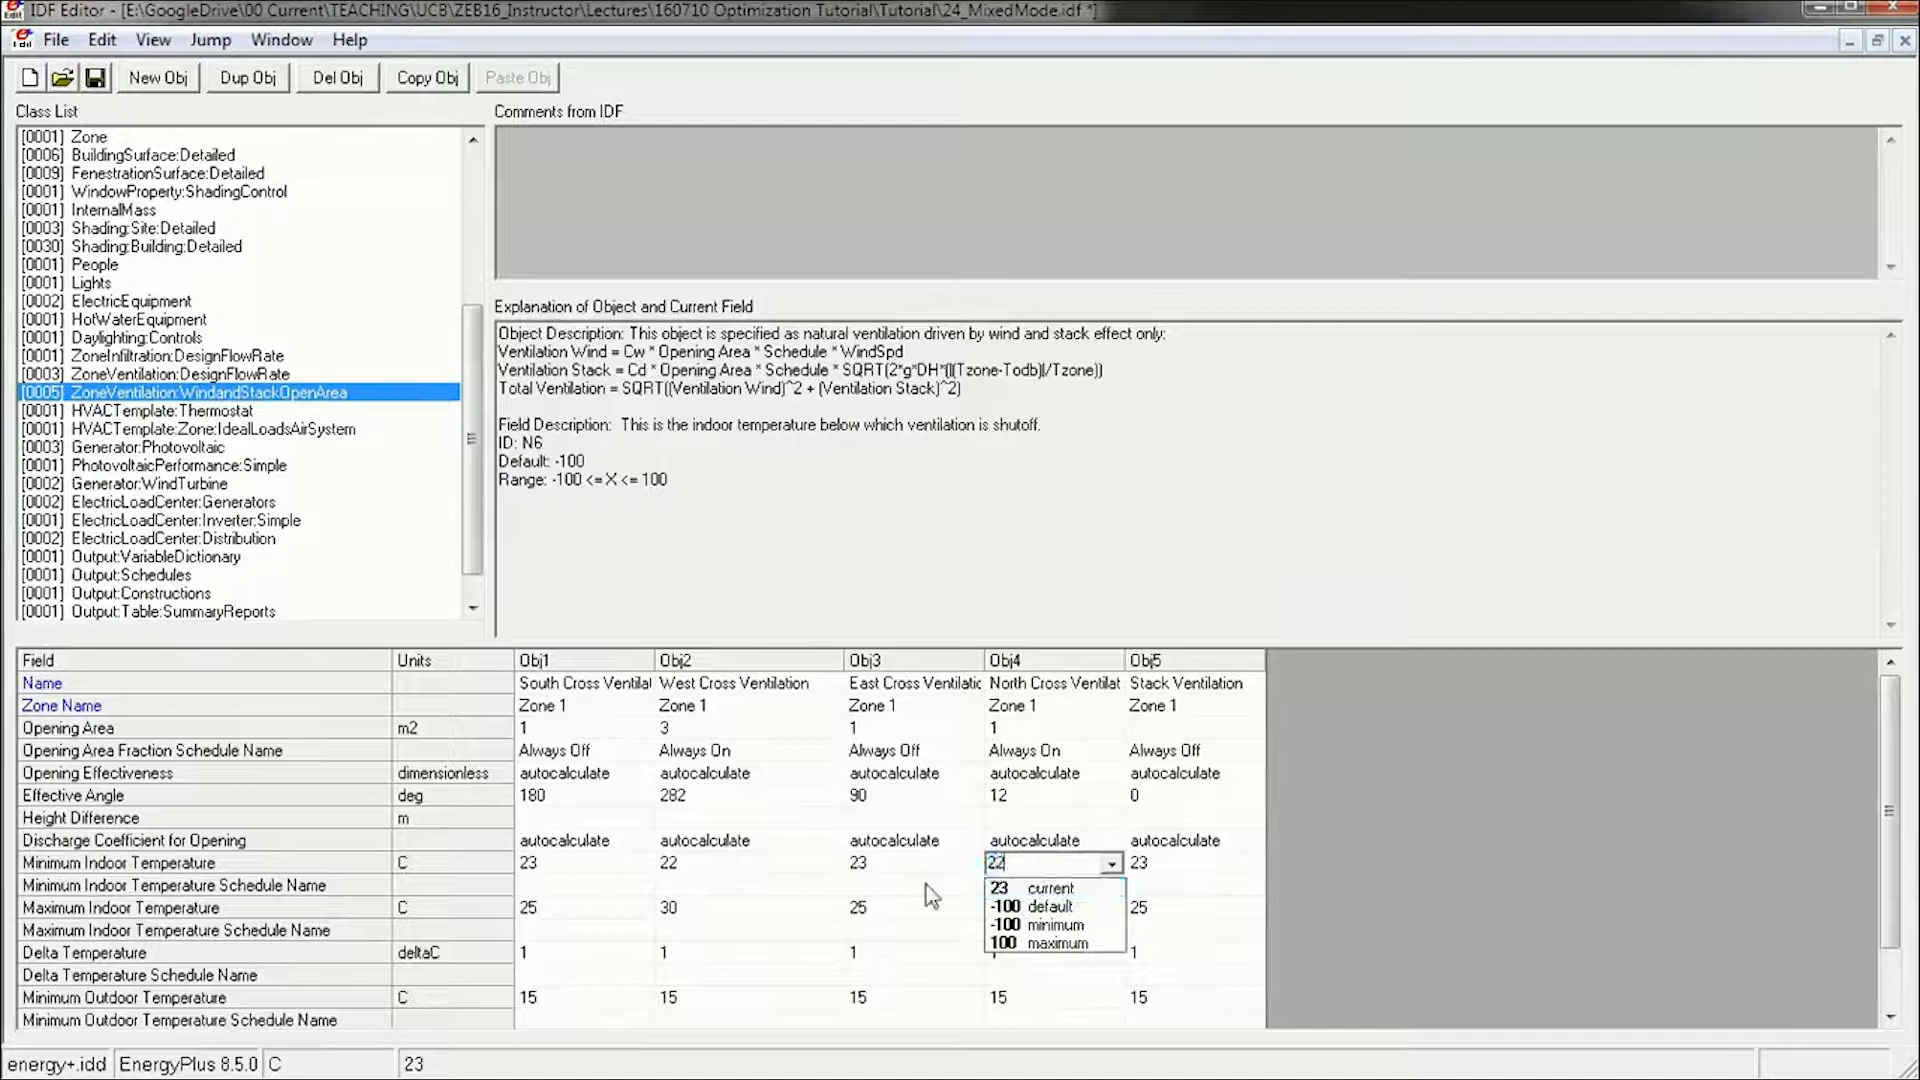 IDF Editor - [E:\GoogleDrive\00 Current\TEACHING\UCB\ZEB16_Instructor\Lectures\160710 Optimization Tutorial\Tutorial\24_MixedMode.idf *]
File Edit View Jump Window Help
New Obj Dup Obj Del Obj Copy Obj Paste Obj
Class List
Comments from IDF
[0001] Zone
[0006] BuildingSurface:Detailed
[0009] FenestrationSurface:Detailed
[0001] WindowProperty:ShadingControl
[0001] InternalMass
[0003] Shading:Site:Detailed
[0030] Shading:Building:Detailed
[0001] People
[0001] Lights
[0002] ElectricEquipment
[0001] HotWaterEquipment
[0001] Daylighting:Controls
[0001] ZoneInfiltration:DesignFlowRate
[0003] ZoneVentilation:DesignFlowRate
[0005] ZoneVentilation:WindandStackOpenArea
[0001] HVACTemplate:Thermostat
[0001] HVACTemplate:Zone:IdealLoadsAirSystem
[0003] Generator:Photovoltaic
[0001] PhotovoltaicPerformance:Simple
[0002] Generator:WindTurbine
[0002] ElectricLoadCenter:Generators
[0001] ElectricLoadCenter:Inverter:Simple
[0002] ElectricLoadCenter:Distribution
[0001] Output:VariableDictionary
[0001] Output:Schedules
[0001] Output:Constructions
[0001] Output:Table:SummaryReports
Explanation of Object and Current Field
Object Description: This object is specified as natural ventilation driven by wind and stack effect only:
Ventilation Wind = Cw * Opening Area * Schedule * WindSpd
Ventilation Stack = Cd * Opening Area * Schedule * SQRT(2*g*DH*(|(Tzone-Todb)|/Tzone))
Total Ventilation = SQRT((Ventilation Wind)^2 + (Ventilation Stack)^2)
Field Description: This is the indoor temperature below which ventilation is shutoff.
ID: N6
Default: -100
Range: -100 <= X <= 100
Field Units Obj1 Obj2 Obj3 Obj4 Obj5
Name South Cross Ventilat West Cross Ventilation East Cross Ventilatic North Cross Ventilat Stack Ventilation
Zone Name Zone 1 Zone 1 Zone 1 Zone 1 Zone 1
Opening Area m2 1 3 1 1
Opening Area Fraction Schedule Name Always Off Always On Always Off Always On Always Off
Opening Effectiveness dimensionless autocalculate autocalculate autocalculate autocalculate autocalculate
Effective Angle deg 180 282 90 12 0
Height Difference m
Discharge Coefficient for Opening autocalculate autocalculate autocalculate autocalculate autocalculate
Minimum Indoor Temperature C 23 22 23 22 23
Minimum Indoor Temperature Schedule Name 23 current
Maximum Indoor Temperature C 25 30 25 -100 default 25
Maximum Indoor Temperature Schedule Name -100 minimum
100 maximum
Delta Temperature deltaC 1 1 1 1
Delta Temperature Schedule Name
Minimum Outdoor Temperature C 15 15 15 15 15
Minimum Outdoor Temperature Schedule Name
energy+.idd EnergyPlus 8.5.0 C 23